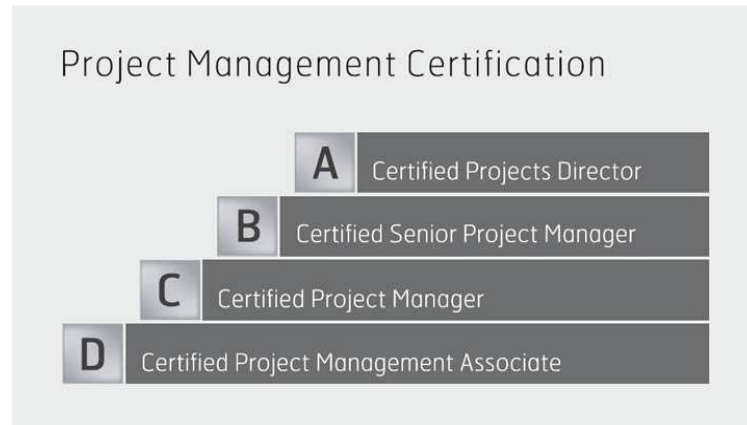 Project Management Certification
A Certified Projects Director
B Certified Senior Project Manager
C Certified Project Manager
D Certified Project Management Associate